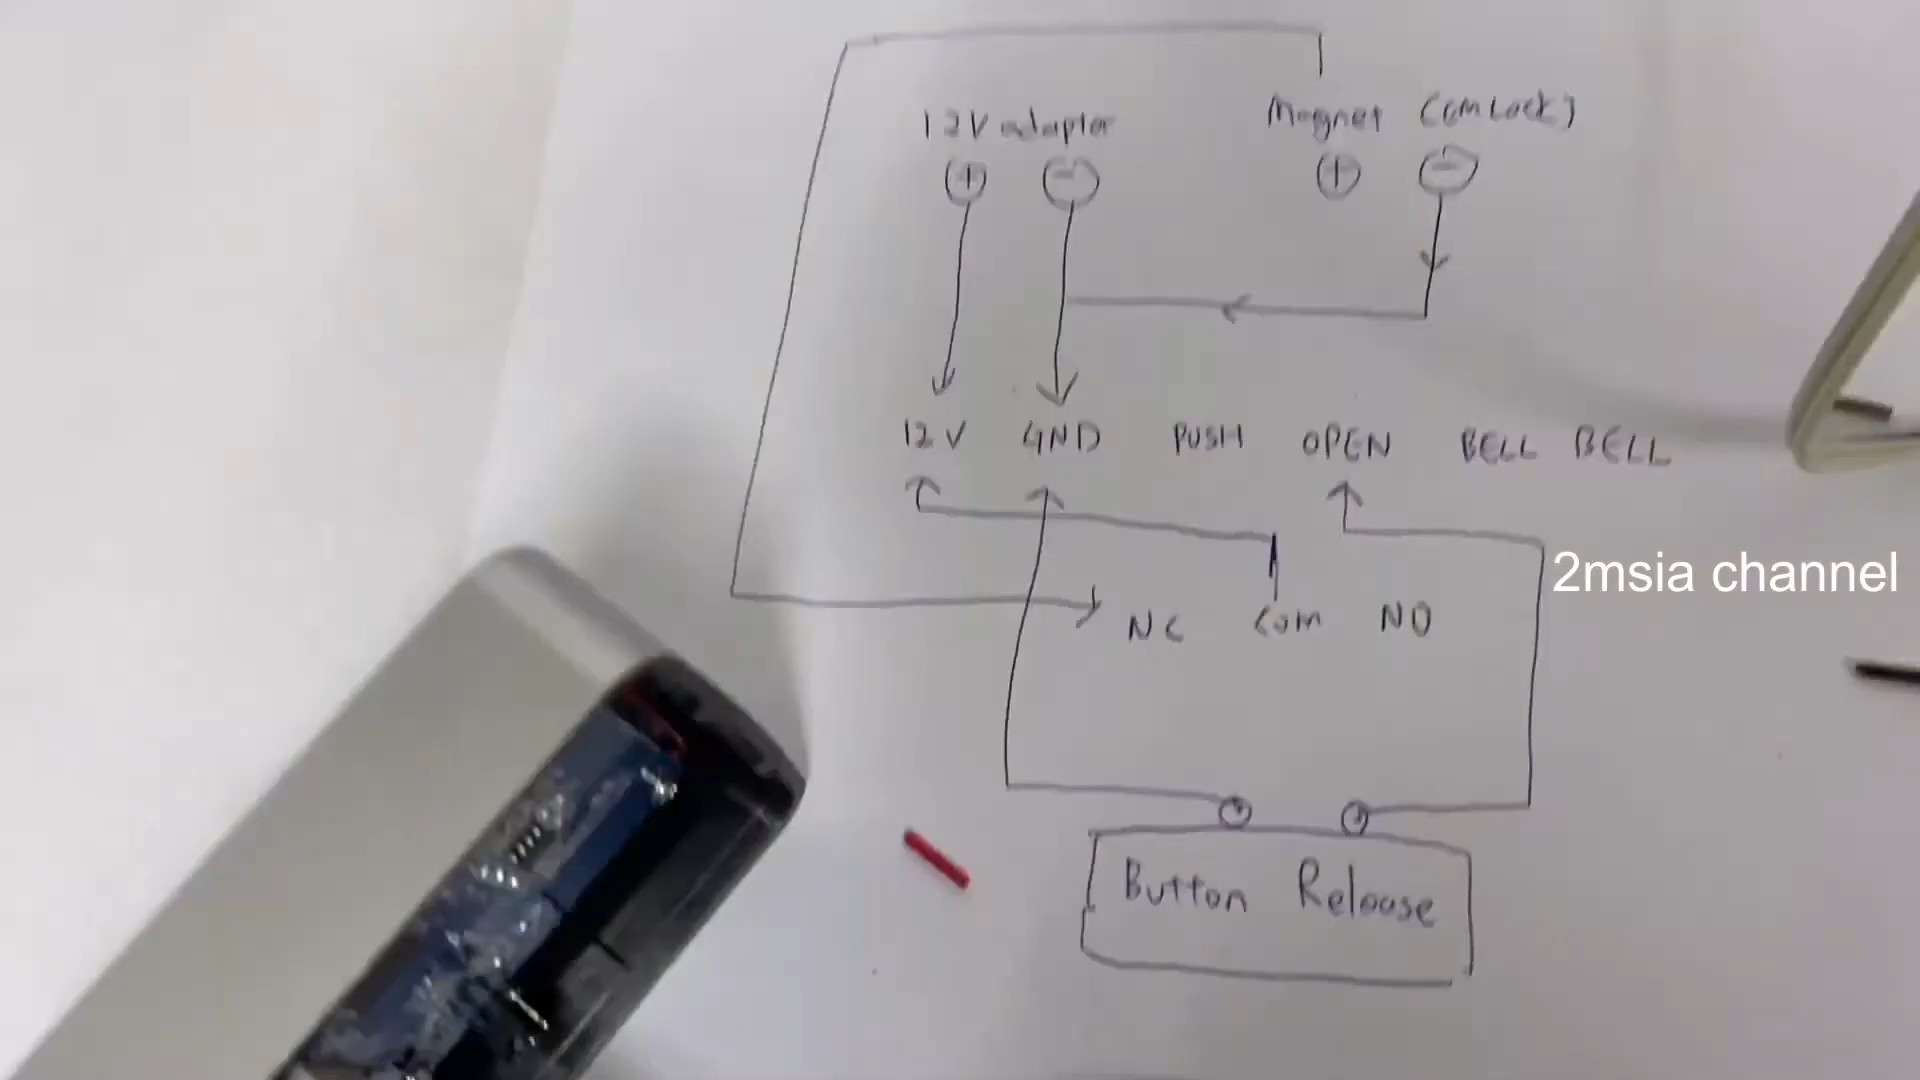 12V adapter
Magnet (EM Lock)
+ - + -
12V GND PUSH OPEN BELL BELL
2msia channel
NC Com NO
Button Release